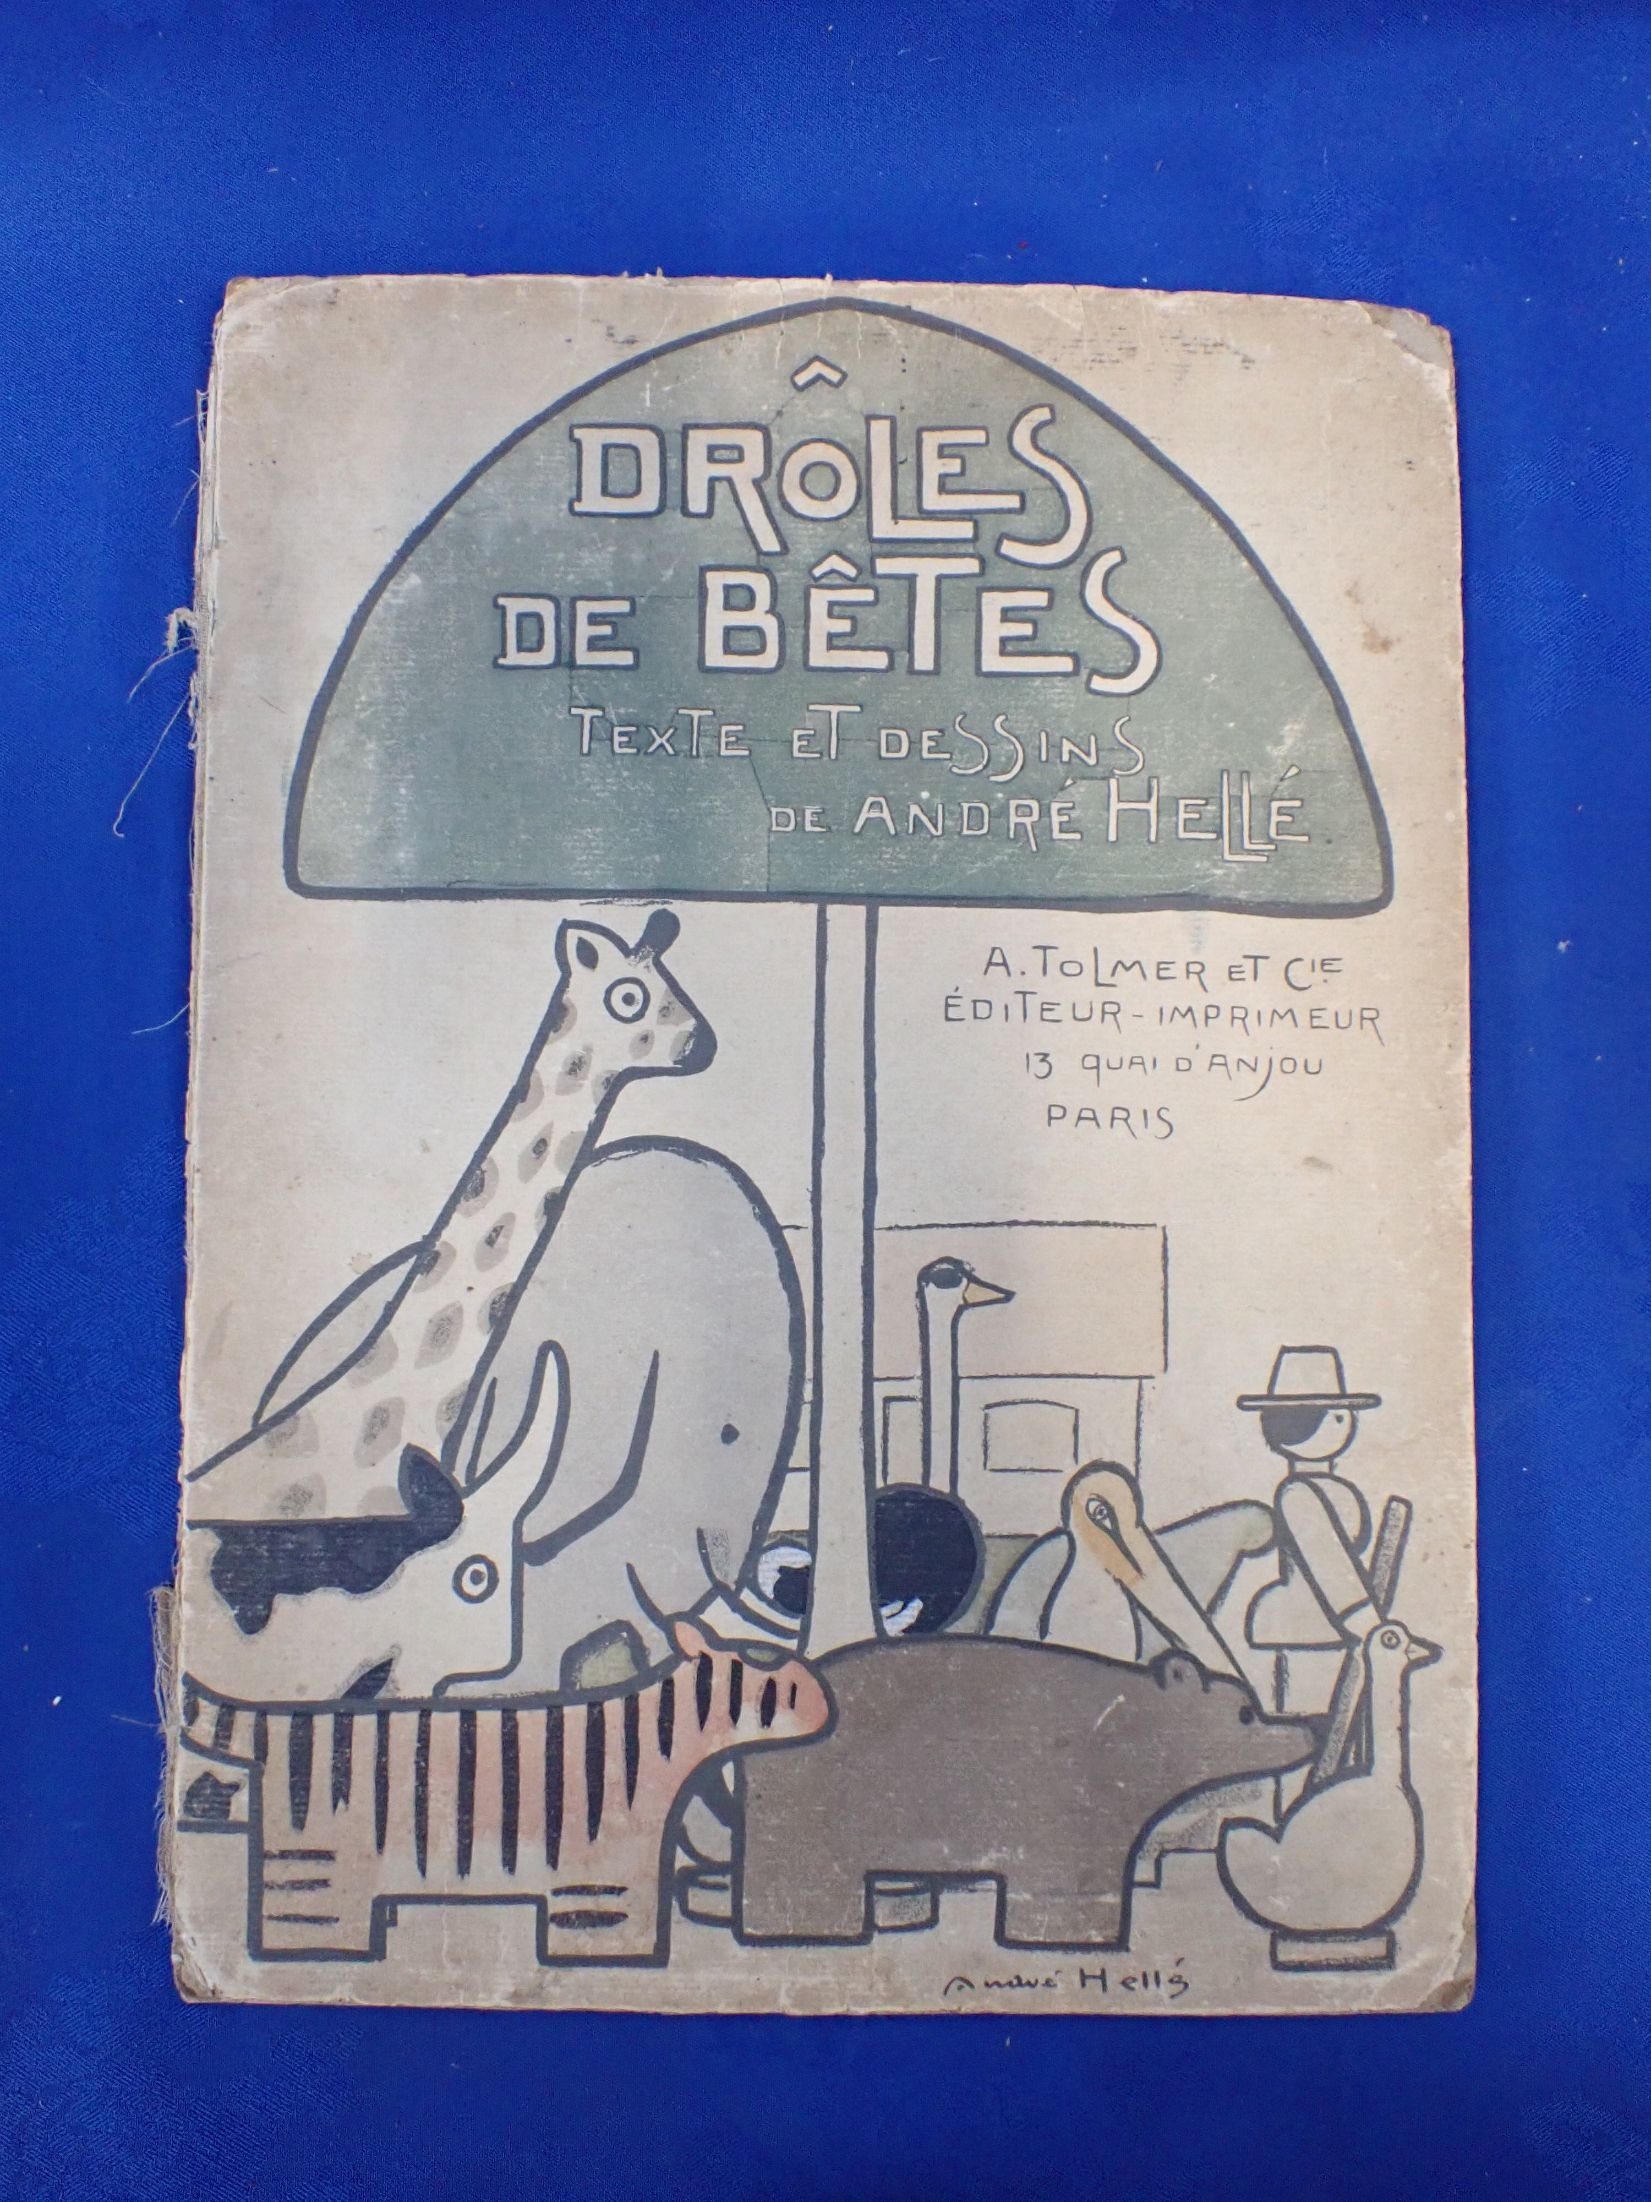 DRÔLES
DE BÊTES
TEXTE ET DESSINS
DE ANDRÉ HELLÉ
A. TOLMER ET CIE
ÉDITEUR-IMPRIMEUR
13 QUAI D'ANJOU
PARIS
André Hellé